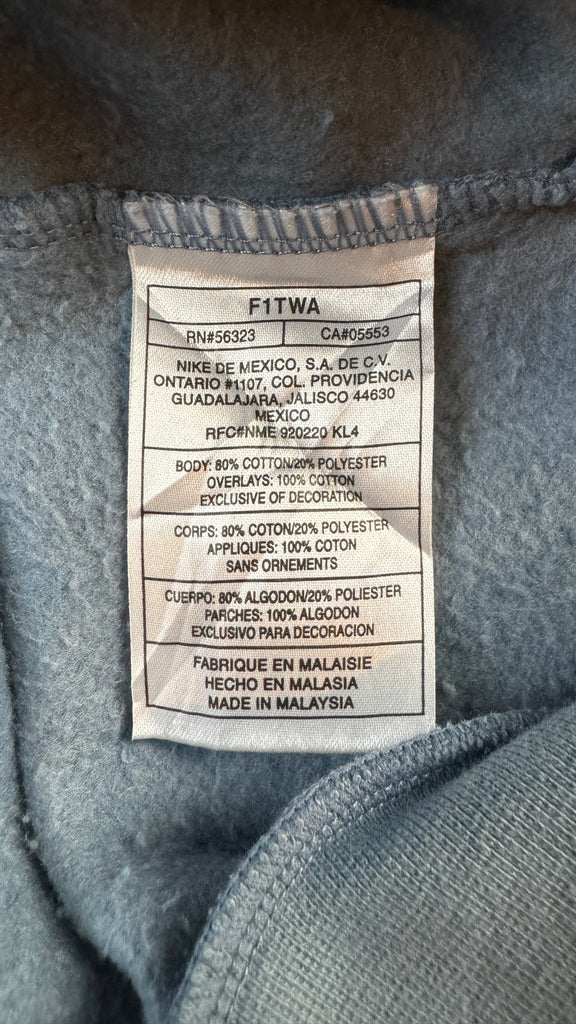 F1TWA
RN#56323 CA#05553
NIKE DE MEXICO, S.A. DE C.V.
ONTARIO #1107, COL. PROVIDENCIA
GUADALAJARA, JALISCO 44630
MEXICO
RFC#NME 920220 KL4
BODY: 80% COTTON/20% POLYESTER
OVERLAYS: 100% COTTON
EXCLUSIVE OF DECORATION
CORPS: 80% COTON/20% POLYESTER
APPLIQUES: 100% COTON
SANS ORNEMENTS
CUERPO: 80% ALGODON/20% POLIESTER
PARCHES: 100% ALGODON
EXCLUSIVO PARA DECORACION
FABRIQUE EN MALAISIE
HECHO EN MALASIA
MADE IN MALAYSIA